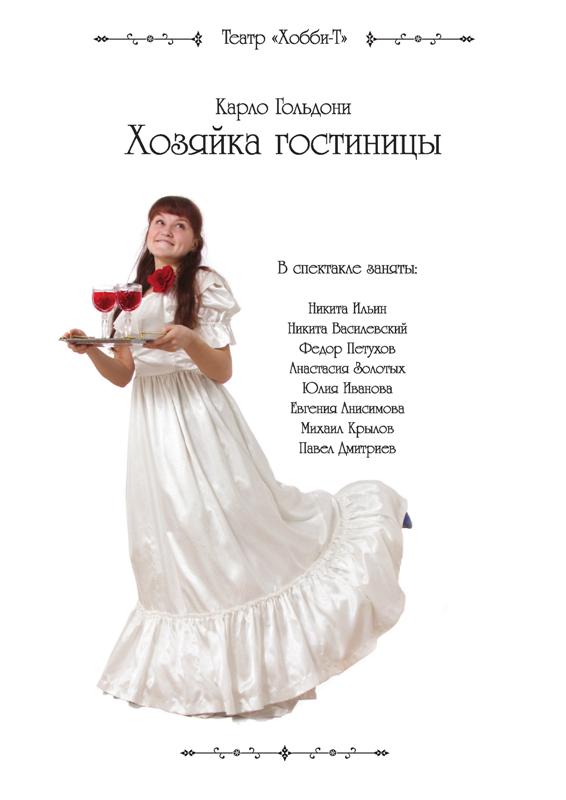 Театр «Хобби-Т»
Карло Гольдони
Хозяйка гостиницы
В спектакле заняты:
Никита Ильин
Никита Василевский
Федор Петухов
Анастасия Золотых
Юлия Иванова
Евгения Анисимова
Михаил Крылов
Павел Дмитриев